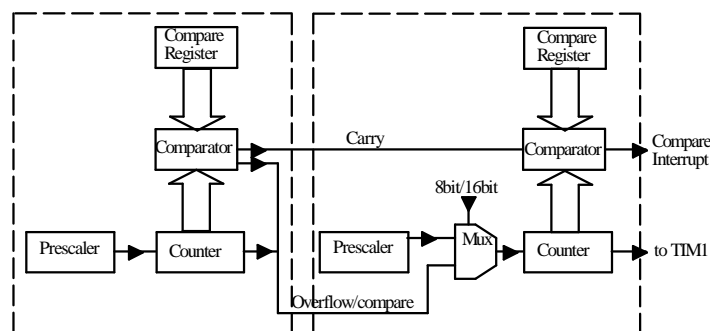 Compare
Register
Compare
Register
Comparator
Carry
Comparator
Compare
Interrupt
8bit/16bit
Prescaler
Counter
Prescaler
Mux
Counter
to TIM1
Overflow/compare